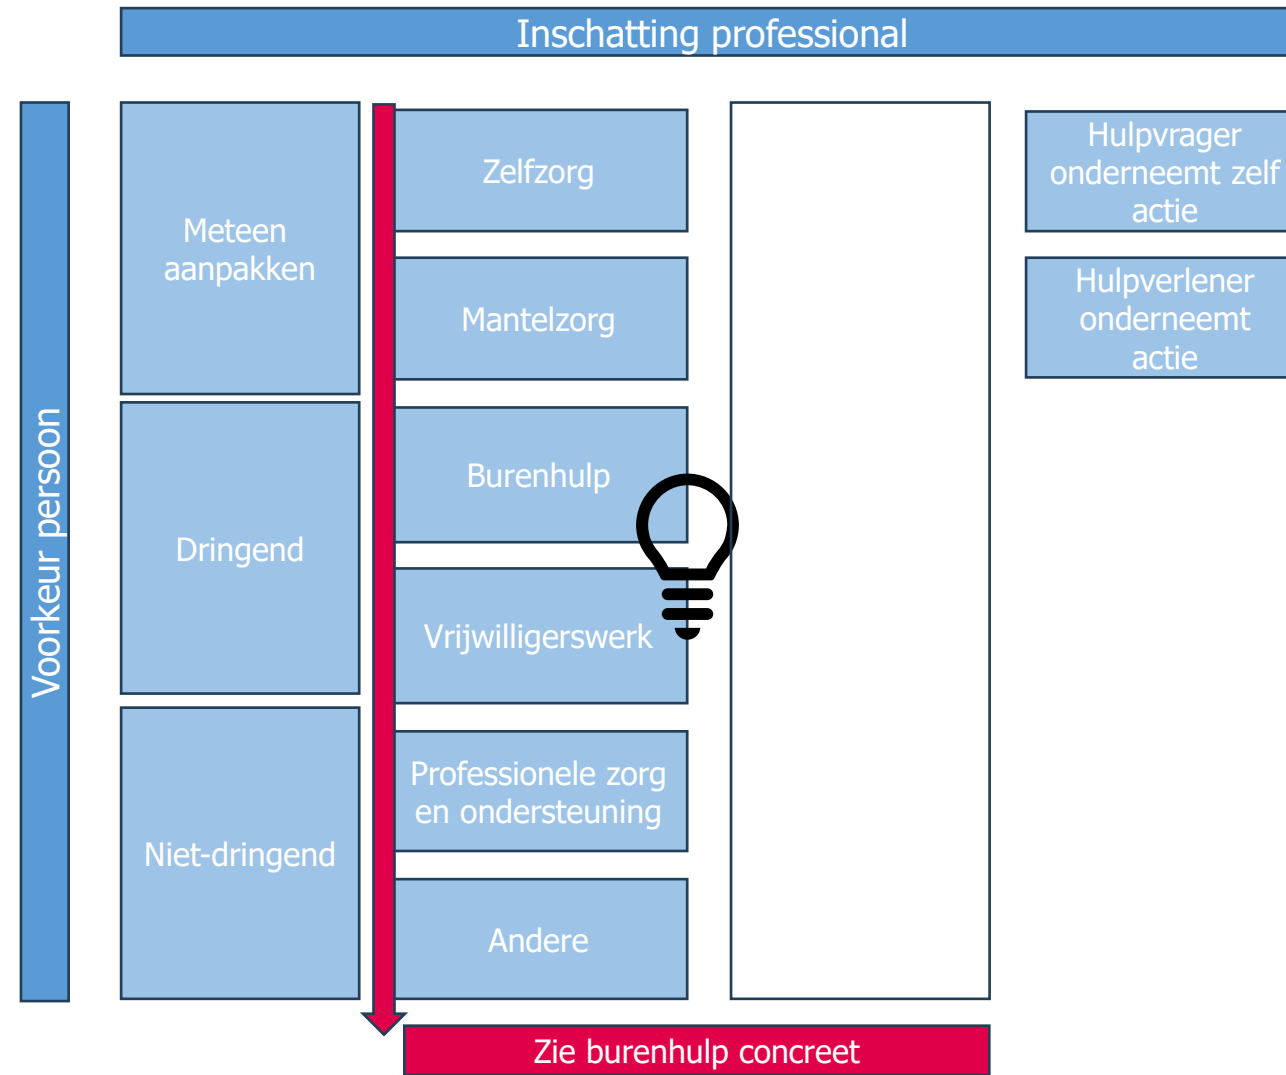 Inschatting professional
Voorkeur persoon
Meteen
aanpakken
Dringend
Niet-dringend
Zelfzorg
Mantelzorg
Burenhulp
Vrijwilligerswerk
Professionele zorg
en ondersteuning
Andere
Hulpvrager
onderneemt zelf
actie
Hulpverlener
onderneemt
actie
Zie burenhulp concreet